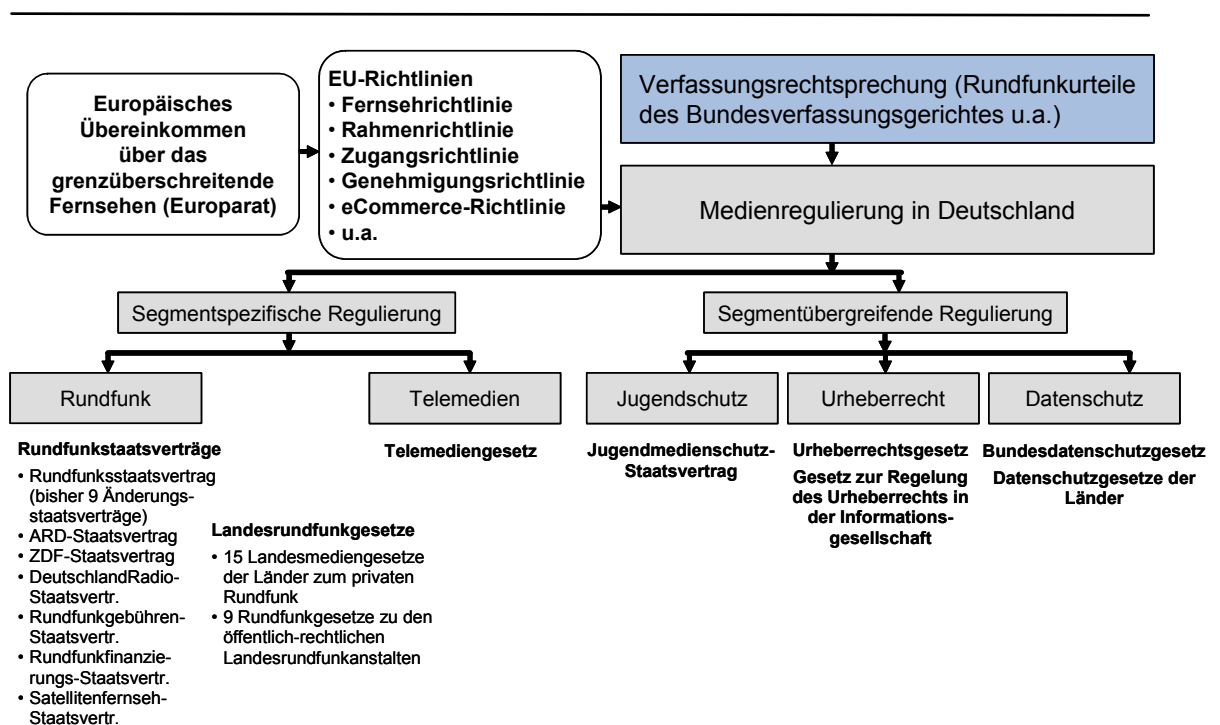 Europäisches
Übereinkommen
über das
grenzüberschreitende
Fernsehen (Europarat)
EU-Richtlinien
• Fernsehrichtlinie
• Rahmenrichtlinie
• Zugangsrichtlinie
• Genehmigungsrichtlinie
• eCommerce-Richtlinie
• u.a.
Verfassungsrechtsprechung (Rundfunkurteile
des Bundesverfassungsgerichtes u.a.)
Medienregulierung in Deutschland
Segmentspezifische Regulierung
Segmentübergreifende Regulierung
Rundfunk
Telemedien
Jugendschutz
Urheberrecht
Datenschutz
Rundfunkstaatsverträge
• Rundfunksstaatsvertrag
(bisher 9 Änderungs-
staatsverträge)
• ARD-Staatsvertrag
• ZDF-Staatsvertrag
• DeutschlandRadio-
Staatsvertr.
• Rundfunkgebühren-
Staatsvertr.
• Rundfunkfinanzie-
rungs-Staatsvertr.
• Satellitenfernseh-
Staatsvertr.
Landesrundfunkgesetze
• 15 Landesmediengesetze
der Länder zum privaten
Rundfunk
• 9 Rundfunkgesetze zu den
öffentlich-rechtlichen
Landesrundfunkanstalten
Telemediengesetz
Jugendmedienschutz-
Staatsvertrag
Urheberrechtsgesetz
Gesetz zur Regelung
des Urheberrechts in
der Informations-
gesellschaft
Bundesdatenschutzgesetz
Datenschutzgesetze der
Länder